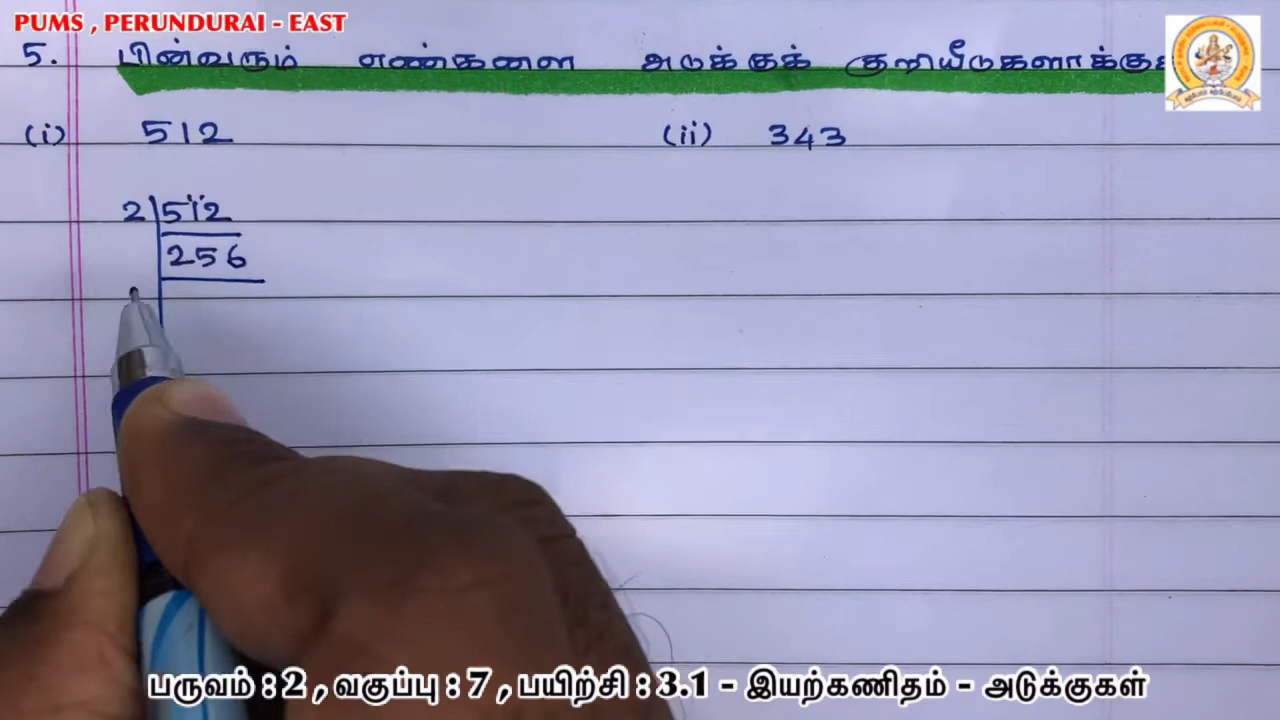 PUMS , PERUNDURAI - EAST
5. பின்வரும் எண்களை அடுக்குக் குறியீடுகளாக்குக
(i) 512 (ii) 343
2 512
256
பருவம் : 2 , வகுப்பு : 7 , பயிற்சி : 3.1 - இயற்கணிதம் - அடுக்குகள்